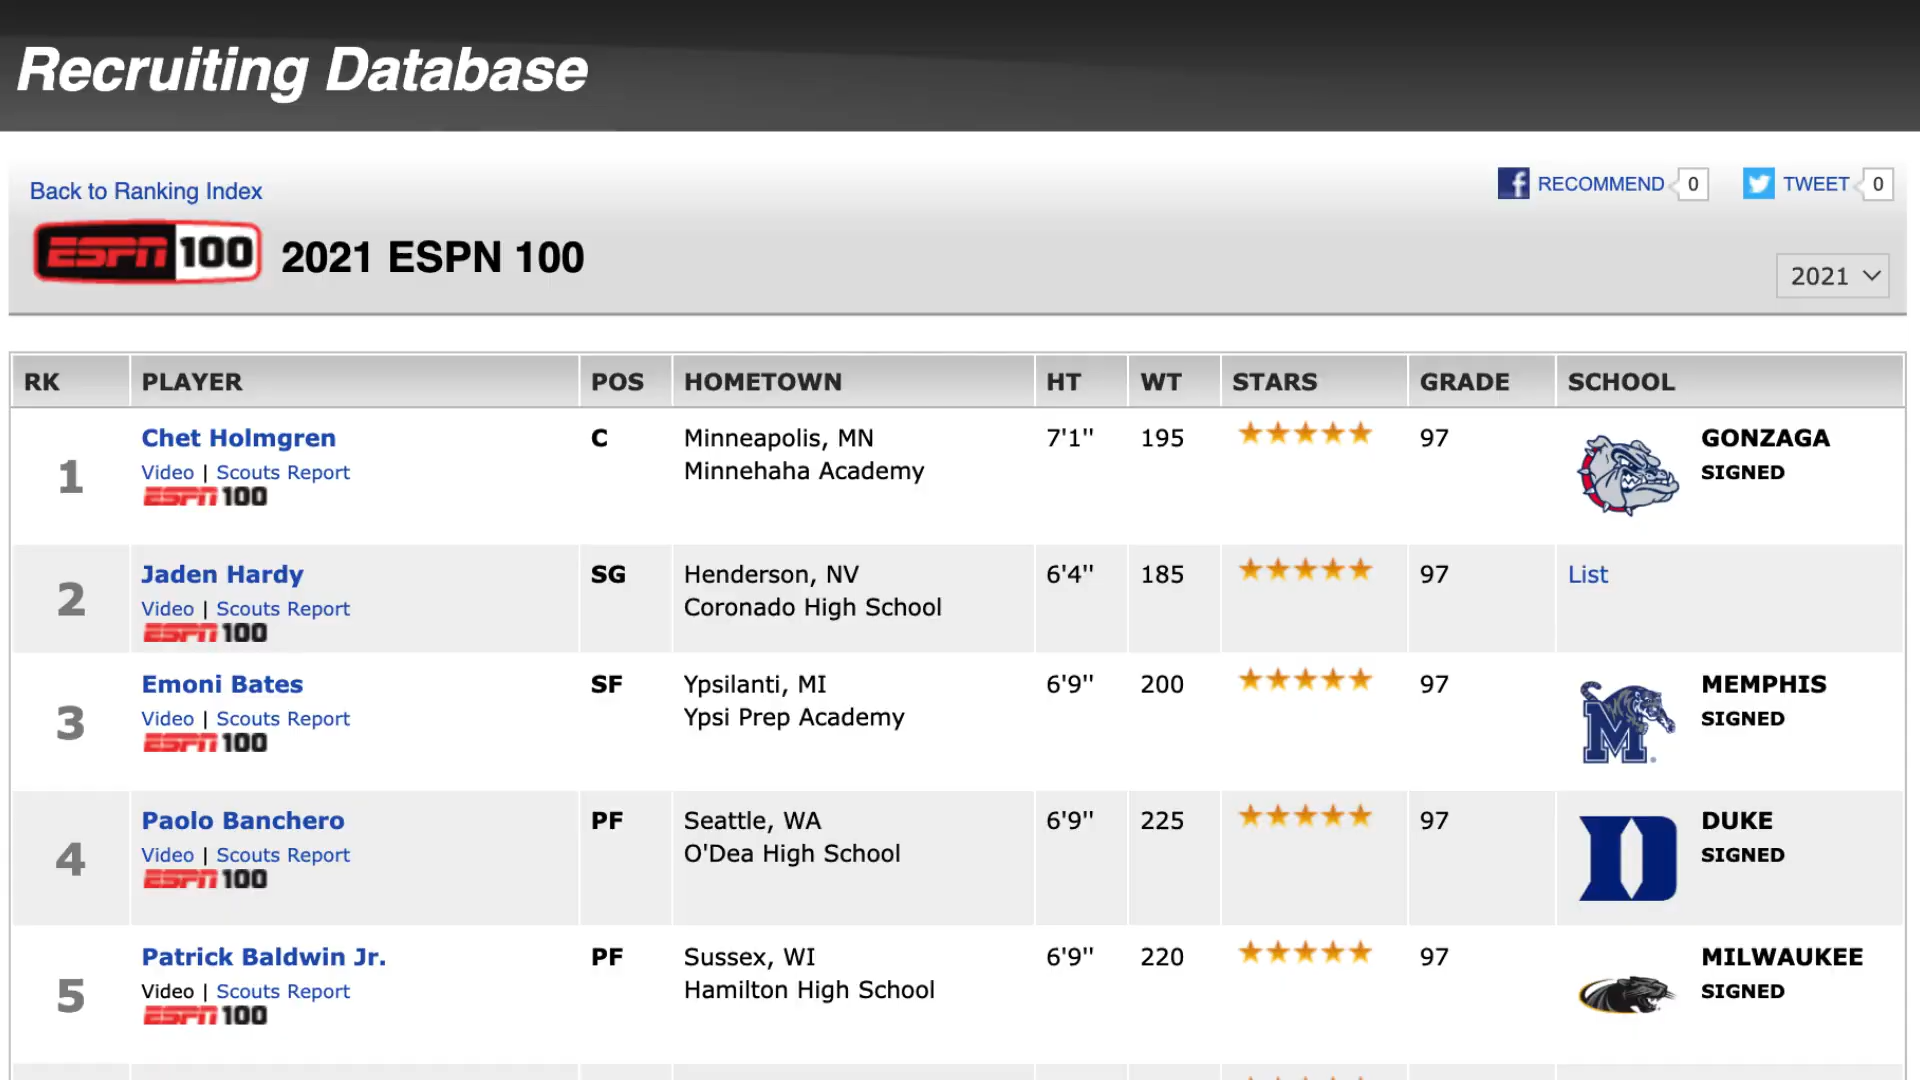 Recruiting Database
Back to Ranking Index
RECOMMEND 0 TWEET 0
ESPN 100 2021 ESPN 100
2021
RK PLAYER POS HOMETOWN HT WT STARS GRADE SCHOOL
1 Chet Holmgren C Minneapolis, MN 7'1'' 195 97 GONZAGA
Video | Scouts Report Minnehaha Academy SIGNED
ESPN 100
2 Jaden Hardy SG Henderson, NV 6'4'' 185 97 List
Video | Scouts Report Coronado High School
ESPN 100
3 Emoni Bates SF Ypsilanti, MI 6'9'' 200 97 MEMPHIS
Video | Scouts Report Ypsi Prep Academy SIGNED
ESPN 100 M
4 Paolo Banchero PF Seattle, WA 6'9'' 225 97 DUKE
Video | Scouts Report O'Dea High School SIGNED
ESPN 100 D
5 Patrick Baldwin Jr. PF Sussex, WI 6'9'' 220 97 MILWAUKEE
Video | Scouts Report Hamilton High School SIGNED
ESPN 100